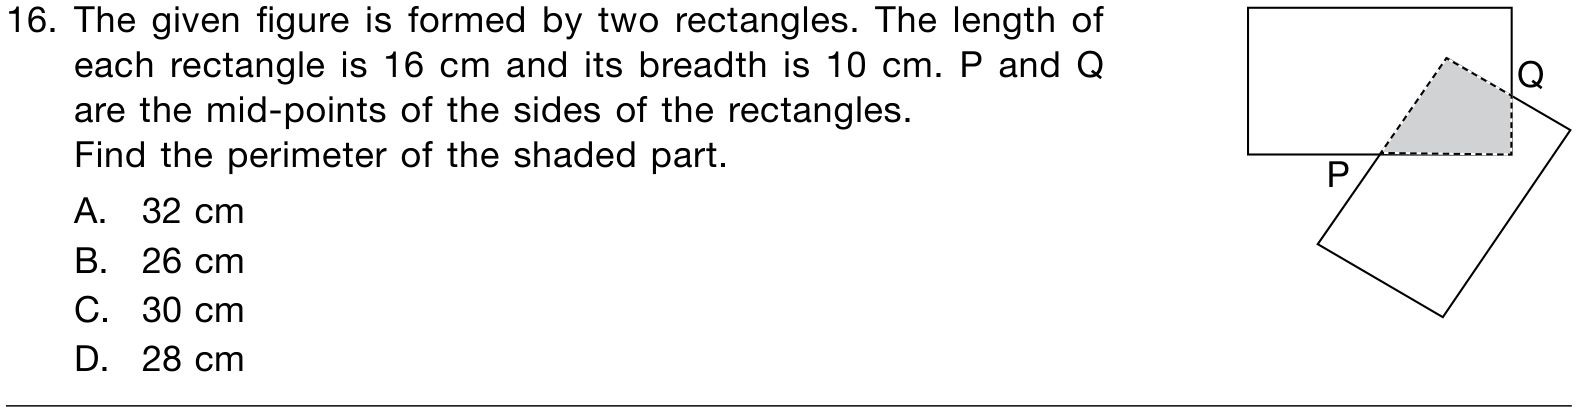 16. The given figure is formed by two rectangles. The length of
each rectangle is 16 cm and its breadth is 10 cm. P and Q
are the mid-points of the sides of the rectangles.
Find the perimeter of the shaded part.
A. 32 cm
B. 26 cm
C. 30 cm
D. 28 cm
Q
P